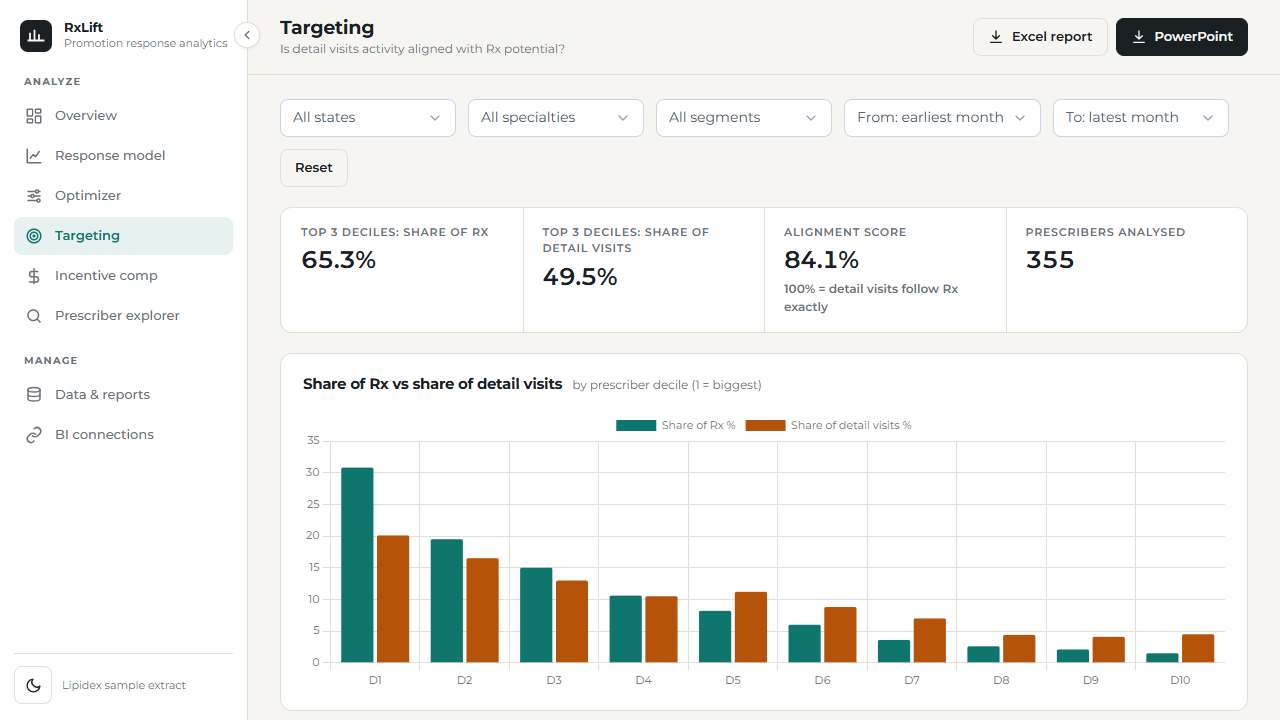 RxLift
Promotion response analytics
ANALYZE
Overview
Response model
Optimizer
Targeting
Incentive comp
Prescriber explorer
MANAGE
Data & reports
BI connections
Lipidex sample extract
Targeting
Is detail visits activity aligned with Rx potential?
Excel report
PowerPoint
All states
All specialties
All segments
From: earliest month
To: latest month
Reset
TOP 3 DECILES: SHARE OF RX
65.3%
TOP 3 DECILES: SHARE OF
DETAIL VISITS
49.5%
ALIGNMENT SCORE
84.1%
100% = detail visits follow Rx
exactly
PRESCRIBERS ANALYSED
355
Share of Rx vs share of detail visits by prescriber decile (1 = biggest)
Share of Rx % Share of detail visits %
35
30
25
20
15
10
5
0
D1 D2 D3 D4 D5 D6 D7 D8 D9 D10